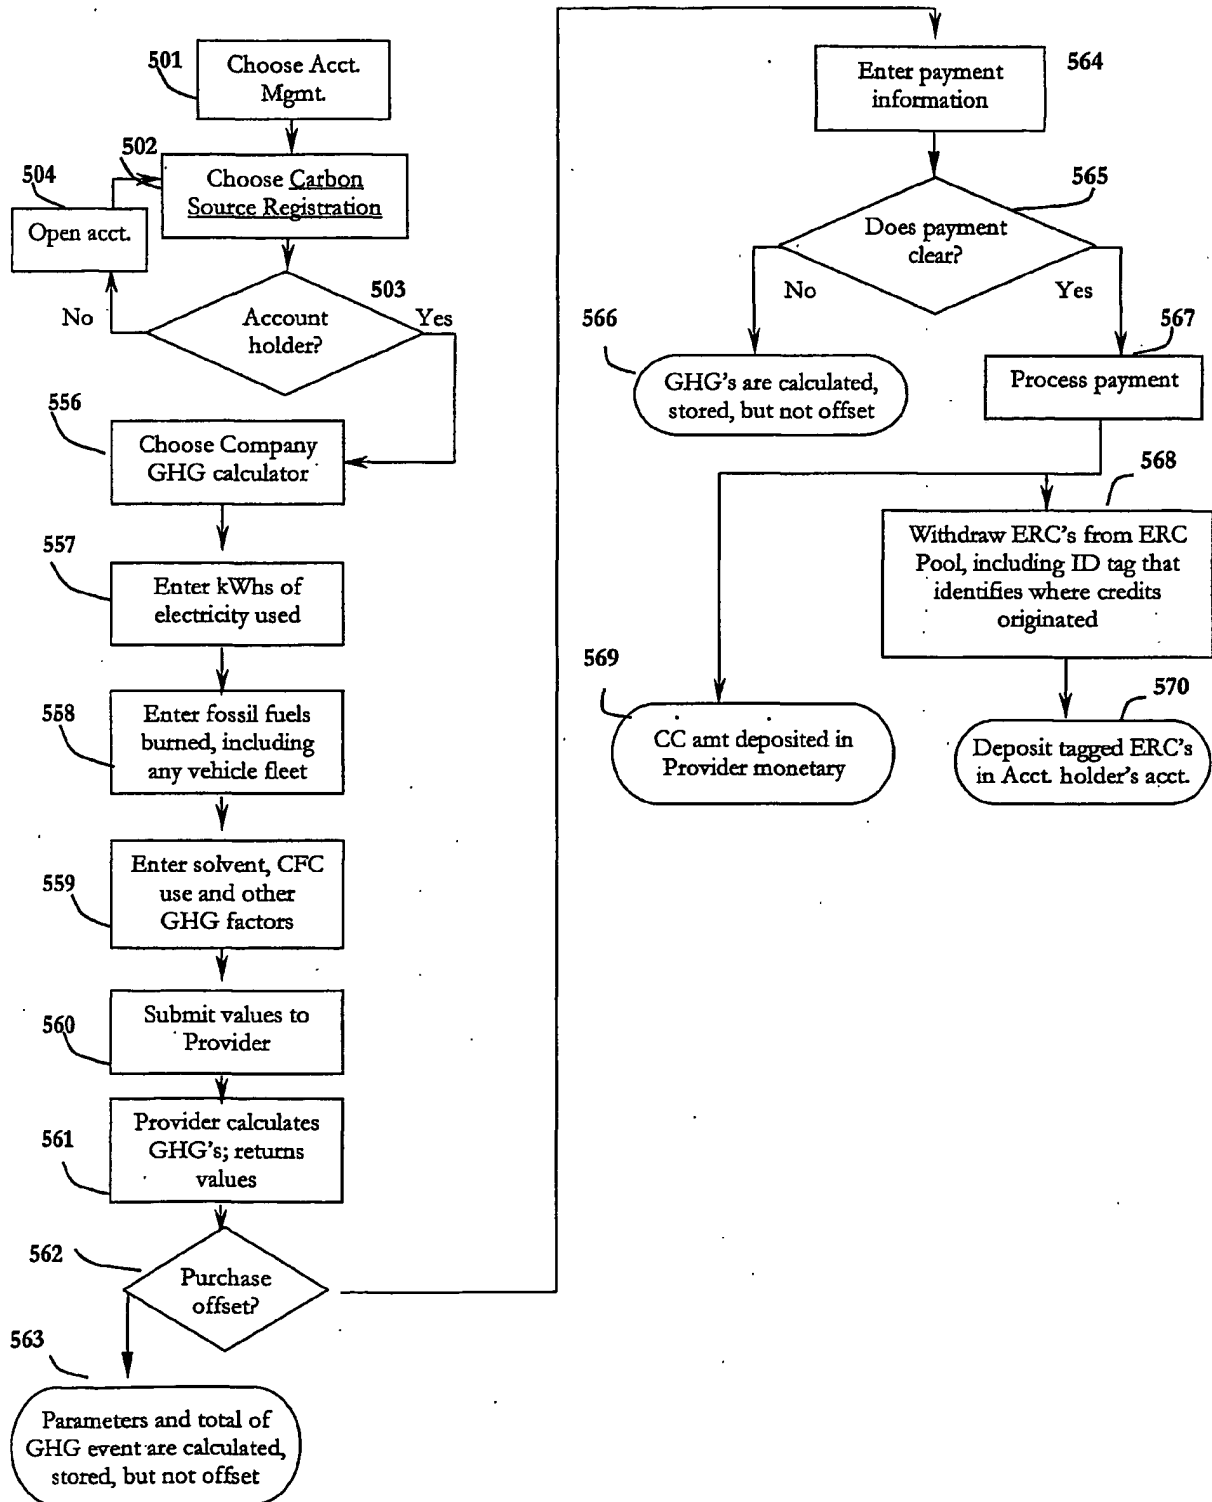 501
Choose Acct.
Mgmt.
502
504
Choose Carbon
Source Registration
Open acct.
503
No
Account
holder?
Yes
556
Choose Company
GHG calculator
557
Enter kWhs of
electricity used
558
Enter fossil fuels
burned, including
any vehicle fleet
559
Enter solvent, CFC
use and other
GHG factors
560
Submit values to
Provider
561
Provider calculates
GHG's; returns
values
562
Purchase
offset?
563
Parameters and total of
GHG event are calculated,
stored, but not offset
564
Enter payment
information
565
Does payment
clear?
No
Yes
566
GHG's are calculated,
stored, but not offset
567
Process payment
568
Withdraw ERC's from ERC
Pool, including ID tag that
identifies where credits
originated
569
CC amt deposited in
Provider monetary
570
Deposit tagged ERC's
in Acct. holder's acct.